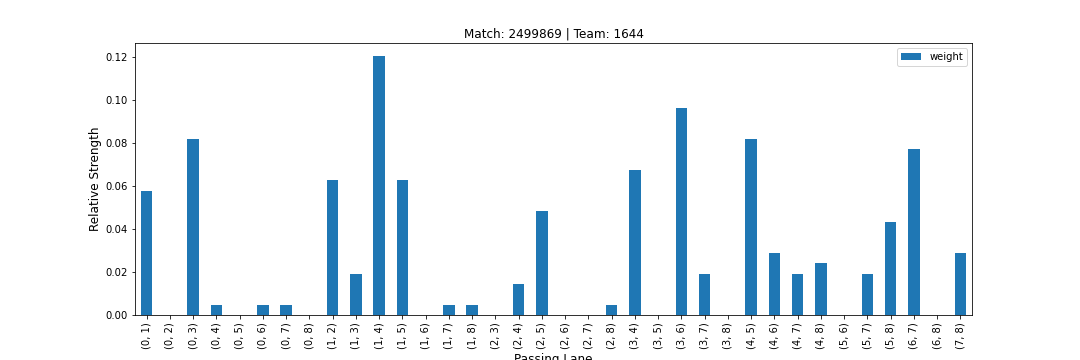 Match: 2499869 | Team: 1644
weight
Relative Strength
0.12
0.10
0.08
0.06
0.04
0.02
0.00
(0, 1) (0, 2) (0, 3) (0, 4) (0, 5) (0, 6) (0, 7) (0, 8) (1, 2) (1, 3) (1, 4) (1, 5) (1, 6) (1, 7) (1, 8) (2, 3) (2, 4) (2, 5) (2, 6) (2, 7) (2, 8) (3, 4) (3, 5) (3, 6) (3, 7) (3, 8) (4, 5) (4, 6) (4, 7) (4, 8) (5, 6) (5, 7) (5, 8) (6, 7) (6, 8) (7, 8)
Passing Lane